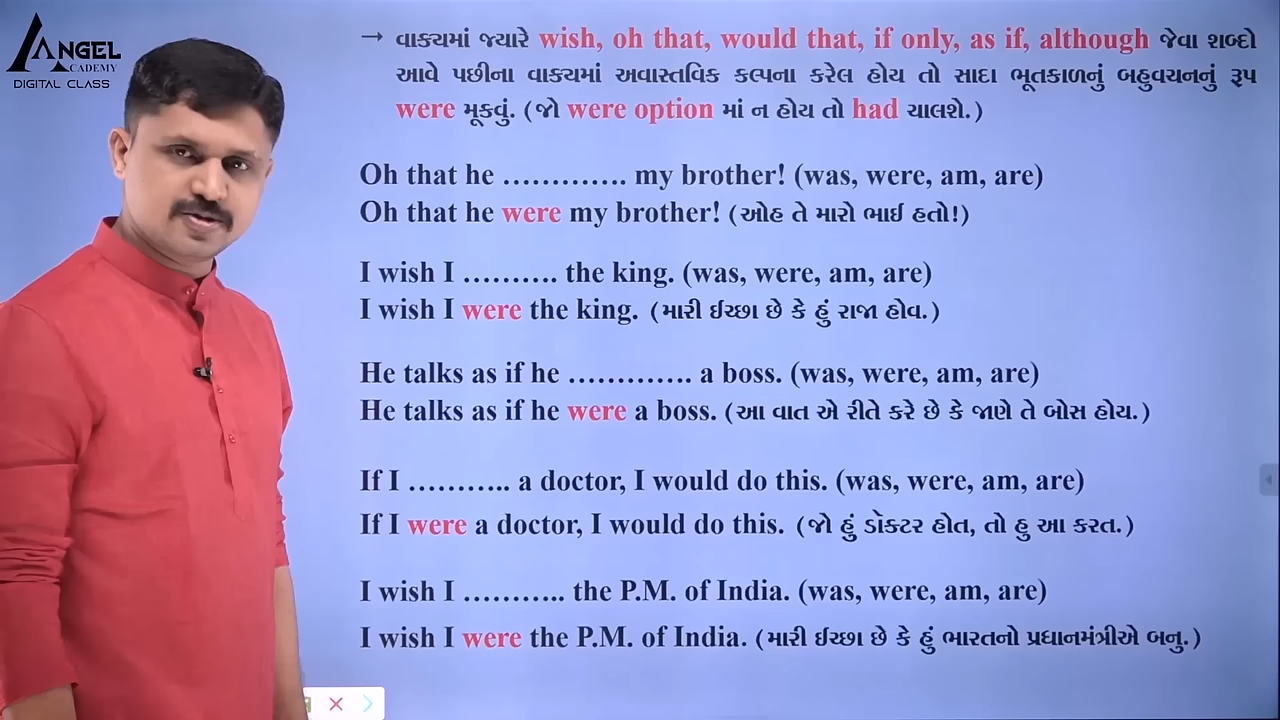 ANGEL
ACADEMY
DIGITAL CLASS
→ વાક્યમાં જ્યારે wish, oh that, would that, if only, as if, although જેવા શબ્દો
આવે પછીના વાક્યમાં અવાસ્તવિક કલ્પના કરેલ હોય તો સાદા ભૂતકાળનું બહુવચનનું રૂપ
were મૂકવું. (જો were option માં ન હોય તો had ચાલશે.)
Oh that he …………. my brother! (was, were, am, are)
Oh that he were my brother! (ઓહ તે મારો ભાઈ હતો!)
I wish I ………. the king. (was, were, am, are)
I wish I were the king. (મારી ઈચ્છા છે કે હું રાજા હોવ.)
He talks as if he …………. a boss. (was, were, am, are)
He talks as if he were a boss. (આ વાત એ રીતે કરે છે કે જાણે તે બોસ હોય.)
If I ……….. a doctor, I would do this. (was, were, am, are)
If I were a doctor, I would do this. (જો હું ડૉક્ટર હોત, તો હુ આ કરત.)
I wish I ……….. the P.M. of India. (was, were, am, are)
I wish I were the P.M. of India. (મારી ઈચ્છા છે કે હું ભારતનો પ્રધાનમંત્રીએ બનુ.)